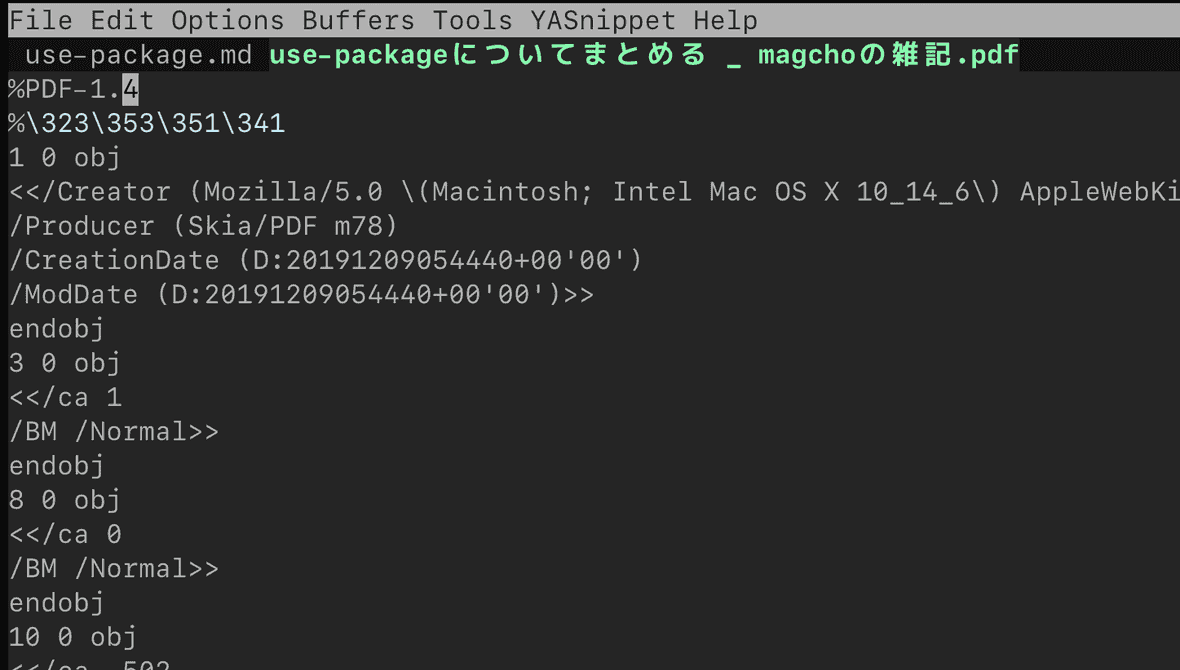 File Edit Options Buffers Tools YASnippet Help
use-package.md use-packageについてまとめる _ magchoの雑記.pdf
%PDF-1.4
%\323\353\351\341
1 0 obj
<</Creator (Mozilla/5.0 \(Macintosh; Intel Mac OS X 10_14_6\) AppleWebKi
/Producer (Skia/PDF m78)
/CreationDate (D:20191209054440+00'00')
/ModDate (D:20191209054440+00'00')>>
endobj
3 0 obj
<</ca 1
/BM /Normal>>
endobj
8 0 obj
<</ca 0
/BM /Normal>>
endobj
10 0 obj
<</ca .502